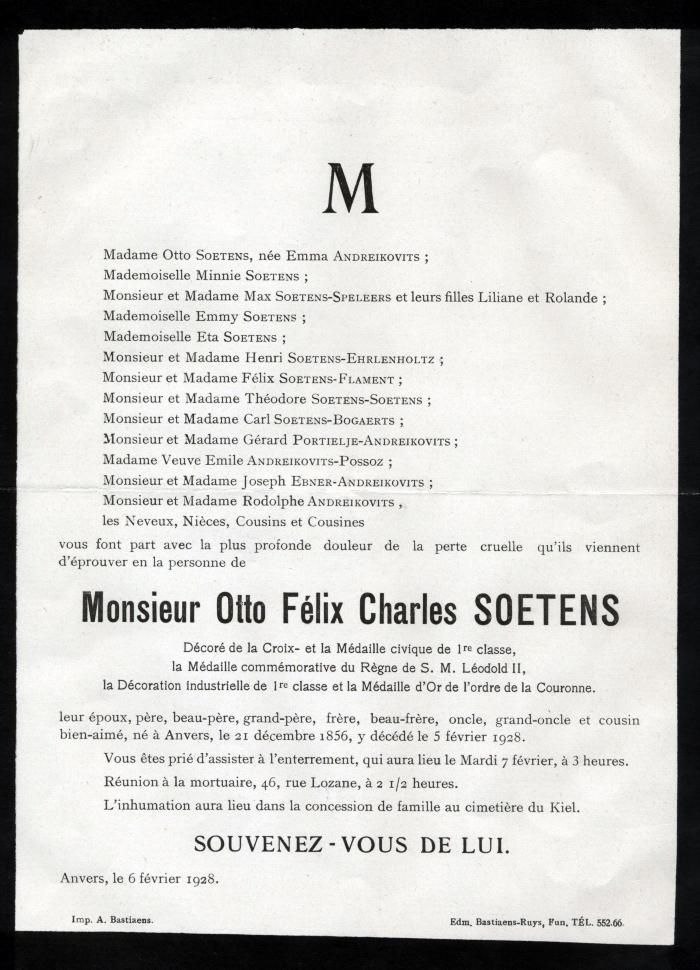 M
Madame Otto Soetens, née Emma Andreikovits ;
Mademoiselle Minnie Soetens ;
Monsieur et Madame Max Soetens-Speleers et leurs filles Liliane et Rolande ;
Mademoiselle Emmy Soetens ;
Mademoiselle Eta Soetens ;
Monsieur et Madame Henri Soetens-Ehrlenholtz ;
Monsieur et Madame Félix Soetens-Flament ;
Monsieur et Madame Théodore Soetens-Soetens ;
Monsieur et Madame Carl Soetens-Bogaerts ;
Monsieur et Madame Gérard Portielje-Andreikovits ;
Madame Veuve Emile Andreikovits-Possoz ;
Monsieur et Madame Joseph Ebner-Andreikovits ;
Monsieur et Madame Rodolphe Andreikovits ,
les Neveux, Nièces, Cousins et Cousines
vous font part avec la plus profonde douleur de la perte cruelle qu'ils viennent
d'éprouver en la personne de
Monsieur Otto Félix Charles SOETENS
Décoré de la Croix- et la Médaille civique de 1re classe,
la Médaille commémorative du Règne de S. M. Léodold II,
la Décoration industrielle de 1re classe et la Médaille d'Or de l'ordre de la Couronne.
leur époux, père, beau-père, grand-père, frère, beau-frère, oncle, grand-oncle et cousin
bien-aimé, né à Anvers, le 21 décembre 1856, y décédé le 5 février 1928.
Vous êtes prié d'assister à l'enterrement, qui aura lieu le Mardi 7 février, à 3 heures.
Réunion à la mortuaire, 46, rue Lozane, à 2 1/2 heures.
L'inhumation aura lieu dans la concession de famille au cimetière du Kiel.
SOUVENEZ - VOUS DE LUI.
Anvers, le 6 février 1928.
Imp. A. Bastiaens.
Edm. Bastiaens-Ruys, Fun. TÉL. 552.66.